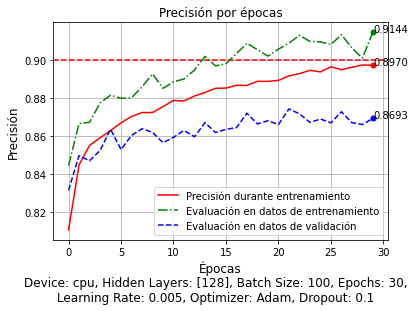 Precisión por épocas
0.9144
0.8970
0.8693
0.90
0.88
0.86
0.84
0.82
Precisión
Precisión durante entrenamiento
Evaluación en datos de entrenamiento
Evaluación en datos de validación
0 5 10 15 20 25 30
Épocas
Device: cpu, Hidden Layers: [128], Batch Size: 100, Epochs: 30,
Learning Rate: 0.005, Optimizer: Adam, Dropout: 0.1